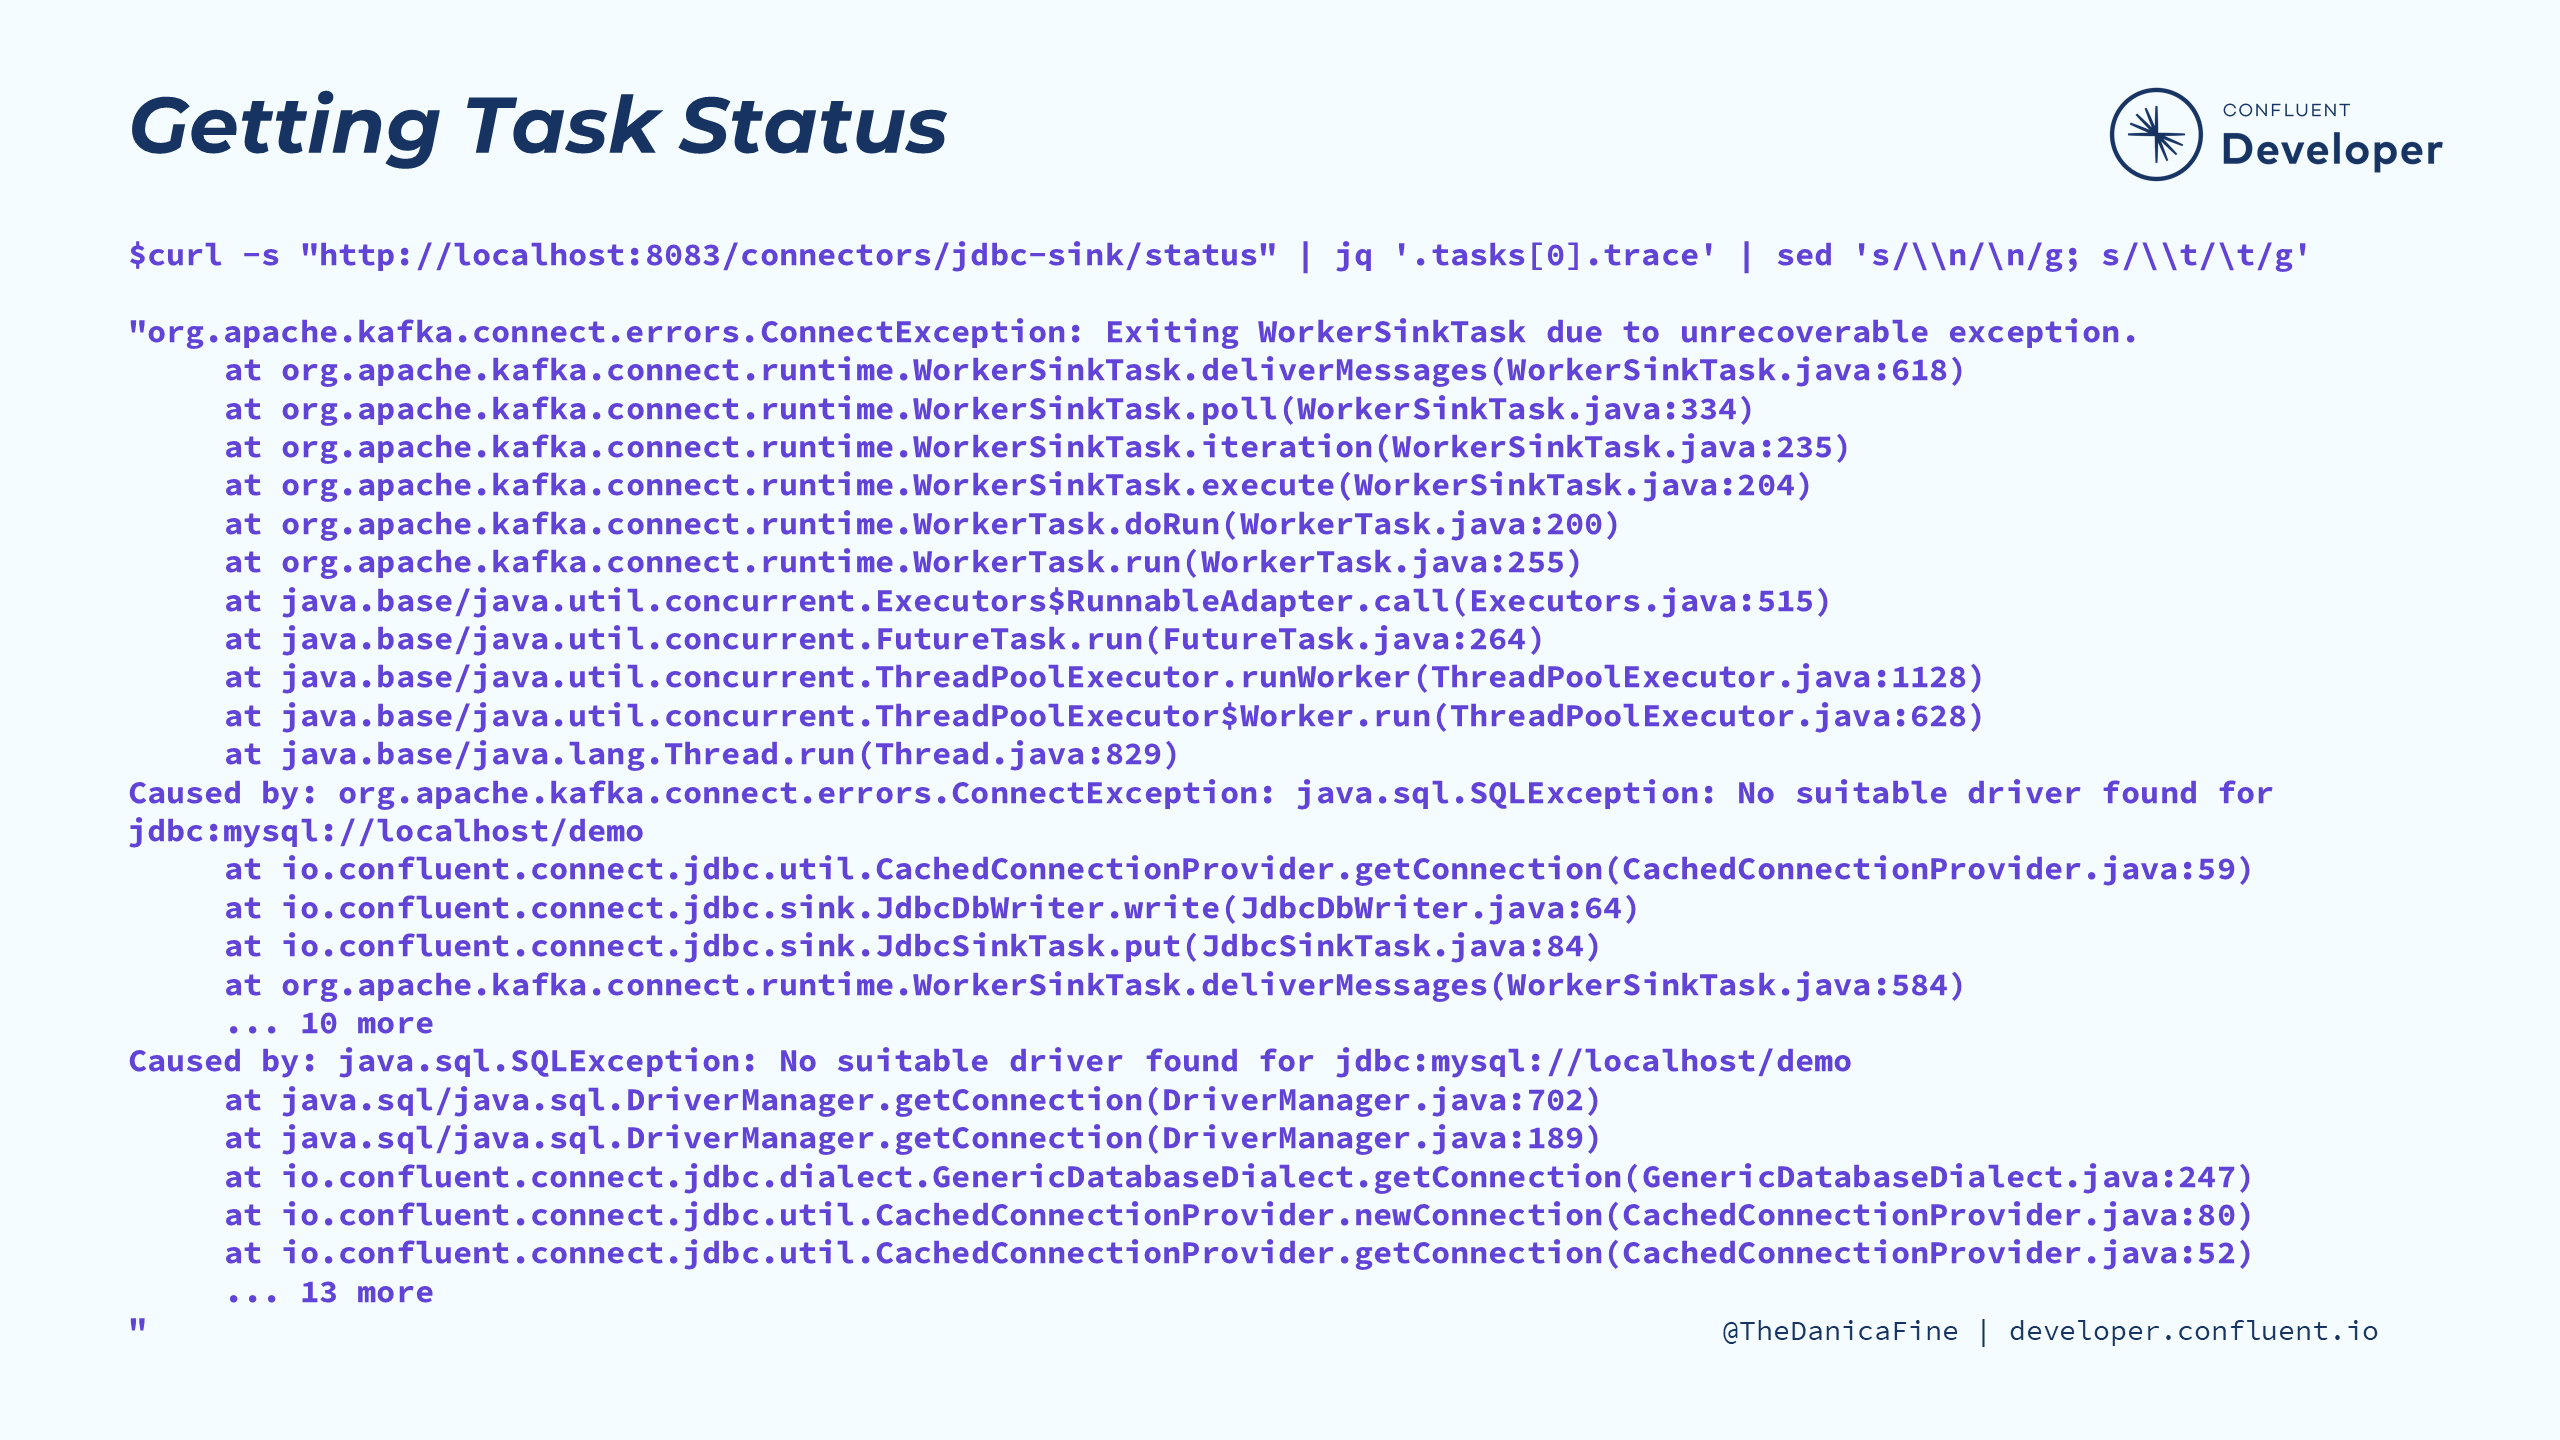 Getting Task Status
CONFLUENT
Developer
$curl -s "http://localhost:8083/connectors/jdbc-sink/status" | jq '.tasks[0].trace' | sed 's/\\n/\n/g; s/\\t/\t/g'
"org.apache.kafka.connect.errors.ConnectException: Exiting WorkerSinkTask due to unrecoverable exception.
at org.apache.kafka.connect.runtime.WorkerSinkTask.deliverMessages(WorkerSinkTask.java:618)
at org.apache.kafka.connect.runtime.WorkerSinkTask.poll(WorkerSinkTask.java:334)
at org.apache.kafka.connect.runtime.WorkerSinkTask.iteration(WorkerSinkTask.java:235)
at org.apache.kafka.connect.runtime.WorkerSinkTask.execute(WorkerSinkTask.java:204)
at org.apache.kafka.connect.runtime.WorkerTask.doRun(WorkerTask.java:200)
at org.apache.kafka.connect.runtime.WorkerTask.run(WorkerTask.java:255)
at java.base/java.util.concurrent.Executors$RunnableAdapter.call(Executors.java:515)
at java.base/java.util.concurrent.FutureTask.run(FutureTask.java:264)
at java.base/java.util.concurrent.ThreadPoolExecutor.runWorker(ThreadPoolExecutor.java:1128)
at java.base/java.util.concurrent.ThreadPoolExecutor$Worker.run(ThreadPoolExecutor.java:628)
at java.base/java.lang.Thread.run(Thread.java:829)
Caused by: org.apache.kafka.connect.errors.ConnectException: java.sql.SQLException: No suitable driver found for
jdbc:mysql://localhost/demo
at io.confluent.connect.jdbc.util.CachedConnectionProvider.getConnection(CachedConnectionProvider.java:59)
at io.confluent.connect.jdbc.sink.JdbcDbWriter.write(JdbcDbWriter.java:64)
at io.confluent.connect.jdbc.sink.JdbcSinkTask.put(JdbcSinkTask.java:84)
at org.apache.kafka.connect.runtime.WorkerSinkTask.deliverMessages(WorkerSinkTask.java:584)
... 10 more
Caused by: java.sql.SQLException: No suitable driver found for jdbc:mysql://localhost/demo
at java.sql/java.sql.DriverManager.getConnection(DriverManager.java:702)
at java.sql/java.sql.DriverManager.getConnection(DriverManager.java:189)
at io.confluent.connect.jdbc.dialect.GenericDatabaseDialect.getConnection(GenericDatabaseDialect.java:247)
at io.confluent.connect.jdbc.util.CachedConnectionProvider.newConnection(CachedConnectionProvider.java:80)
at io.confluent.connect.jdbc.util.CachedConnectionProvider.getConnection(CachedConnectionProvider.java:52)
... 13 more
"
@TheDanicaFine | developer.confluent.io